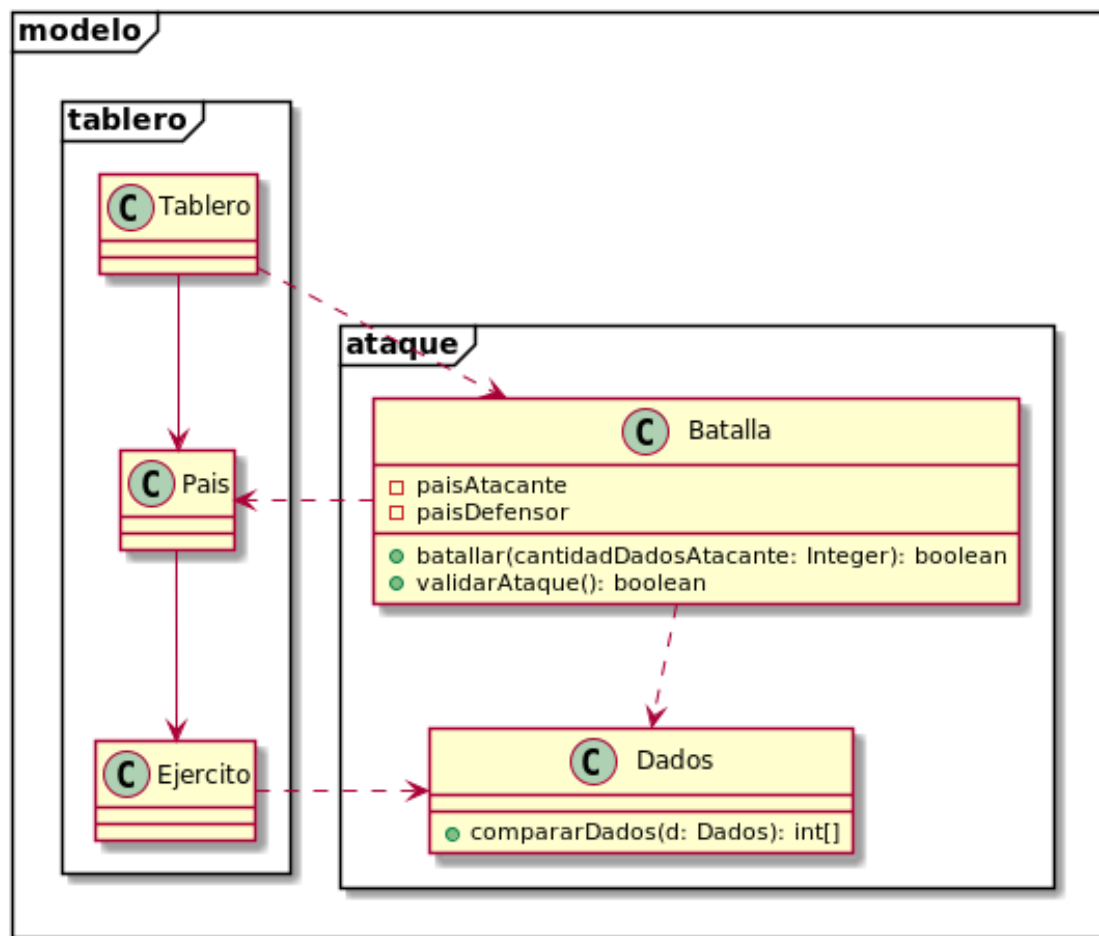 modelo
tablero
C Tablero
C Pais
C Ejercito
ataque
C Batalla
paisAtacante
paisDefensor
batallar(cantidadDadosAtacante: Integer): boolean
validarAtaque(): boolean
C Dados
compararDados(d: Dados): int[]